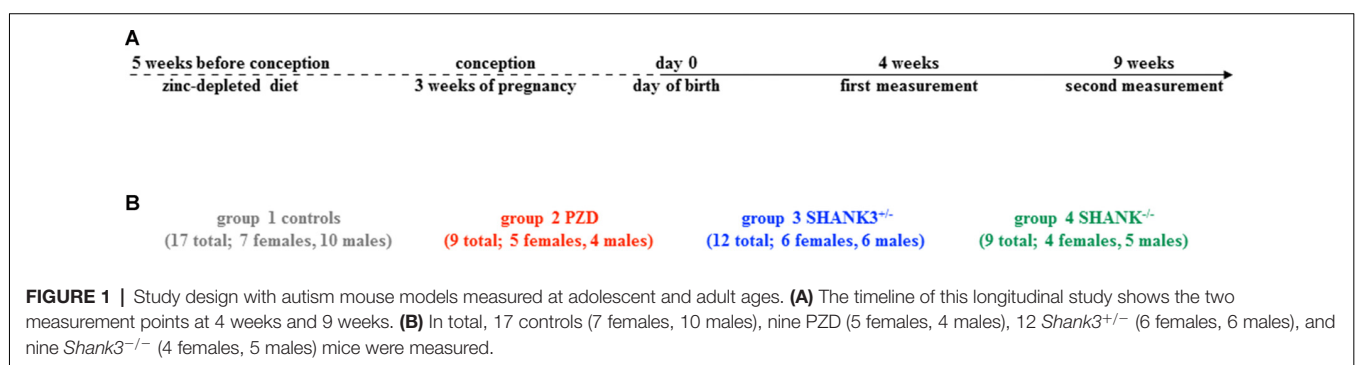 A
5 weeks before conception conception day 0 4 weeks 9 weeks
zinc-depleted diet 3 weeks of pregnancy day of birth first measurement second measurement
B
group 1 controls group 2 PZD group 3 SHANK3+/- group 4 SHANK-/-
(17 total; 7 females, 10 males) (9 total; 5 females, 4 males) (12 total; 6 females, 6 males) (9 total; 4 females, 5 males)
FIGURE 1 | Study design with autism mouse models measured at adolescent and adult ages. (A) The timeline of this longitudinal study shows the two
measurement points at 4 weeks and 9 weeks. (B) In total, 17 controls (7 females, 10 males), nine PZD (5 females, 4 males), 12 Shank3+/− (6 females, 6 males), and
nine Shank3−/− (4 females, 5 males) mice were measured.